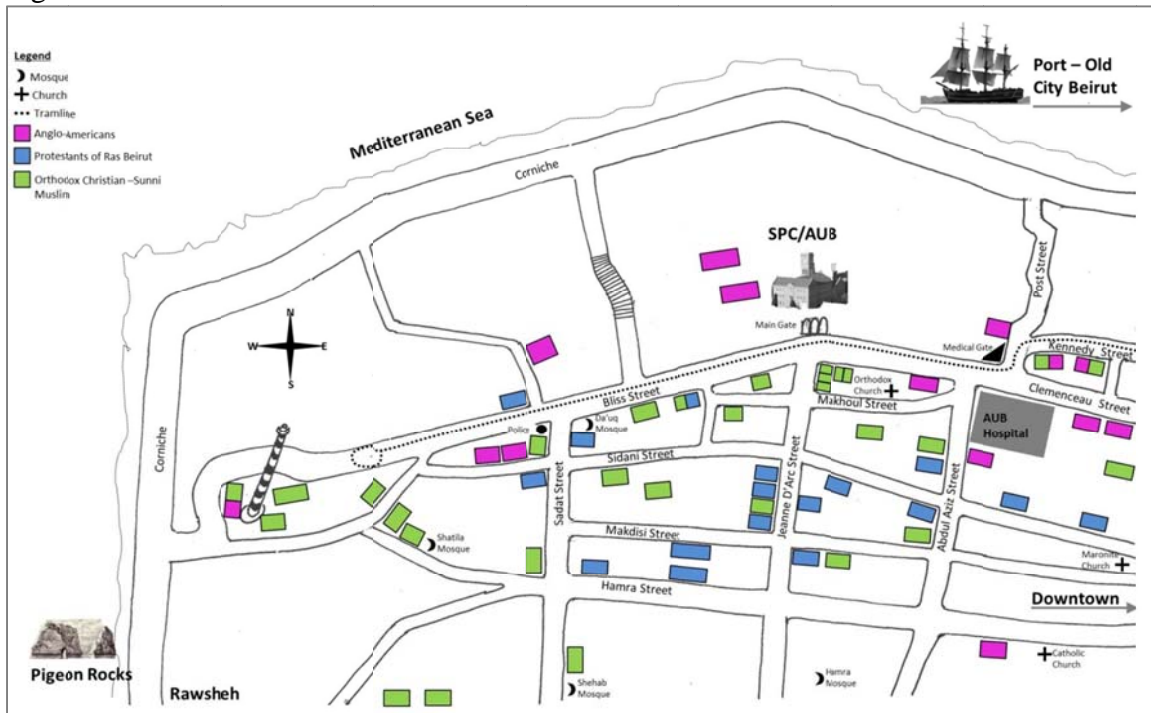 Legend
Mosque
Church
Tramline
Anglo-Americans
Protestants of Ras Beirut
Orthodox Christian –Sunni
Muslim
Mediterranean Sea
Port – Old
City Beirut
Corniche
SPC/AUB
Main Gate
Post Street
Medical Gate
Kennedy Street
N
W
E
S
Bliss Street
Orthodox
Church
Makhoul Street
Clemenceau Street
AUB
Hospital
Police
Da'uq
Mosque
Sidani Street
Corniche
Sadat Street
Jeanne D'Arc Street
Abdul Aziz Street
Shatila
Mosque
Makdisi Street
Maronite
Church
Hamra Street
Downtown
Pigeon Rocks
Rawsheh
Shehab
Mosque
Hamra
Mosque
Catholic
Church